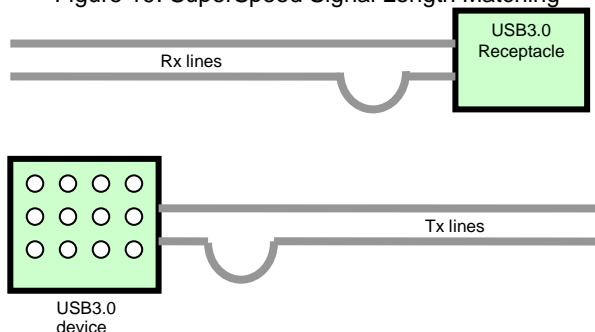 Figure 10. SuperSpeed Signal Length Matching
USB3.0
Receptacle
Rx lines
Tx lines
USB3.0
device